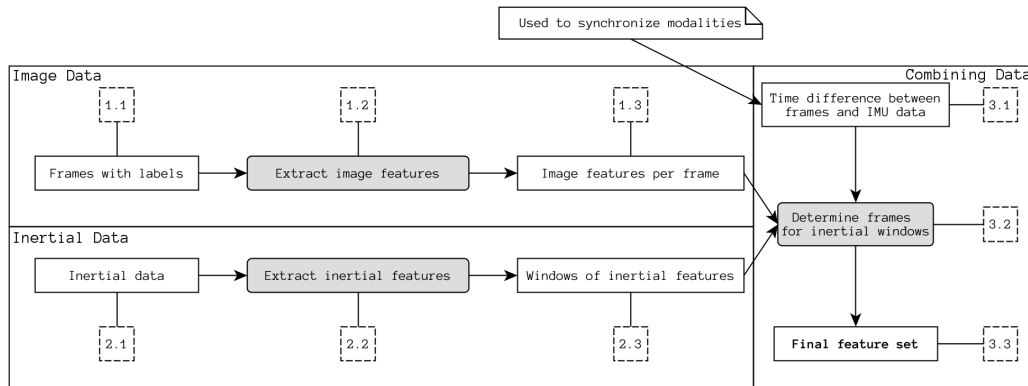 Used to synchronize modalities
Image Data
Combining Data
1.1
1.2
1.3
Time difference between
frames and IMU data
3.1
Frames with labels
Extract image features
Image features per frame
Determine frames
for inertial windows
3.2
Inertial Data
Inertial data
Extract inertial features
Windows of inertial features
2.1
2.2
2.3
Final feature set
3.3